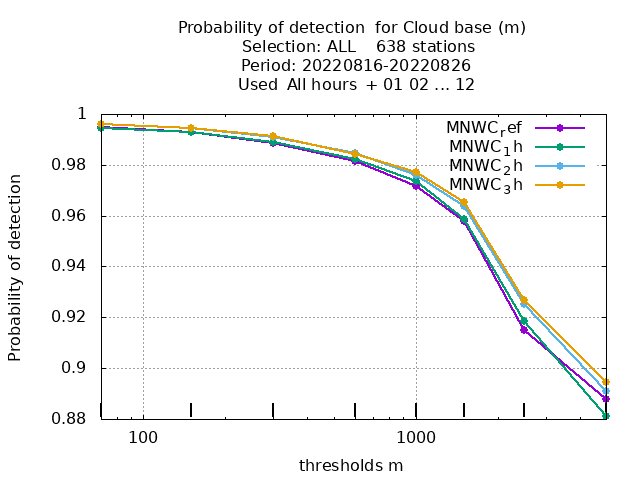 Probability of detection for Cloud base (m)
Selection: ALL 638 stations
Period: 20220816-20220826
Used All hours + 01 02 ... 12
MNWC_ref
MNWC_1h
MNWC_2h
MNWC_3h
1
0.98
0.96
0.94
0.92
0.9
0.88
Probability of detection
100
1000
thresholds m